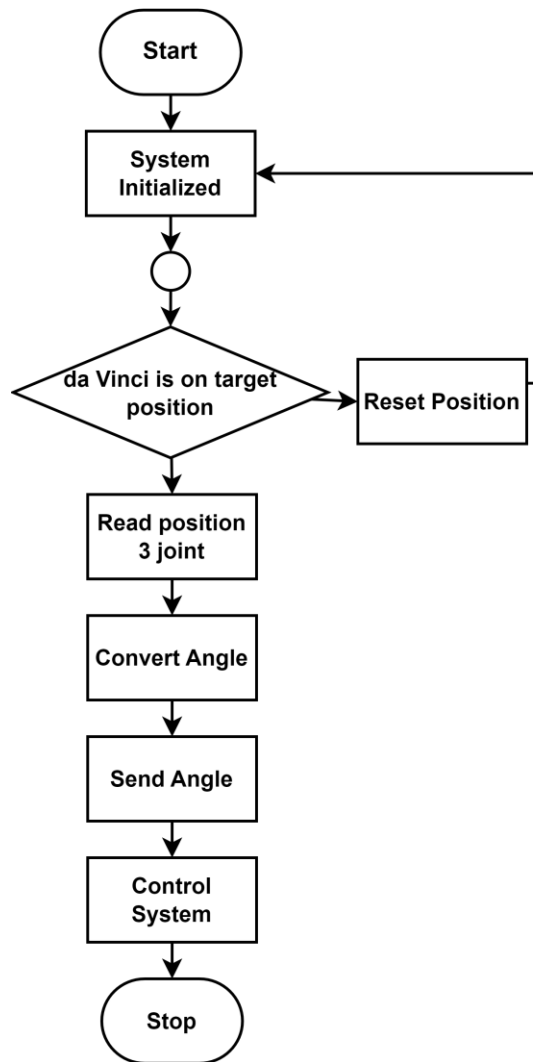 Start
System
Initialized
da Vinci is on target
position
Reset Position
Read position
3 joint
Convert Angle
Send Angle
Control
System
Stop